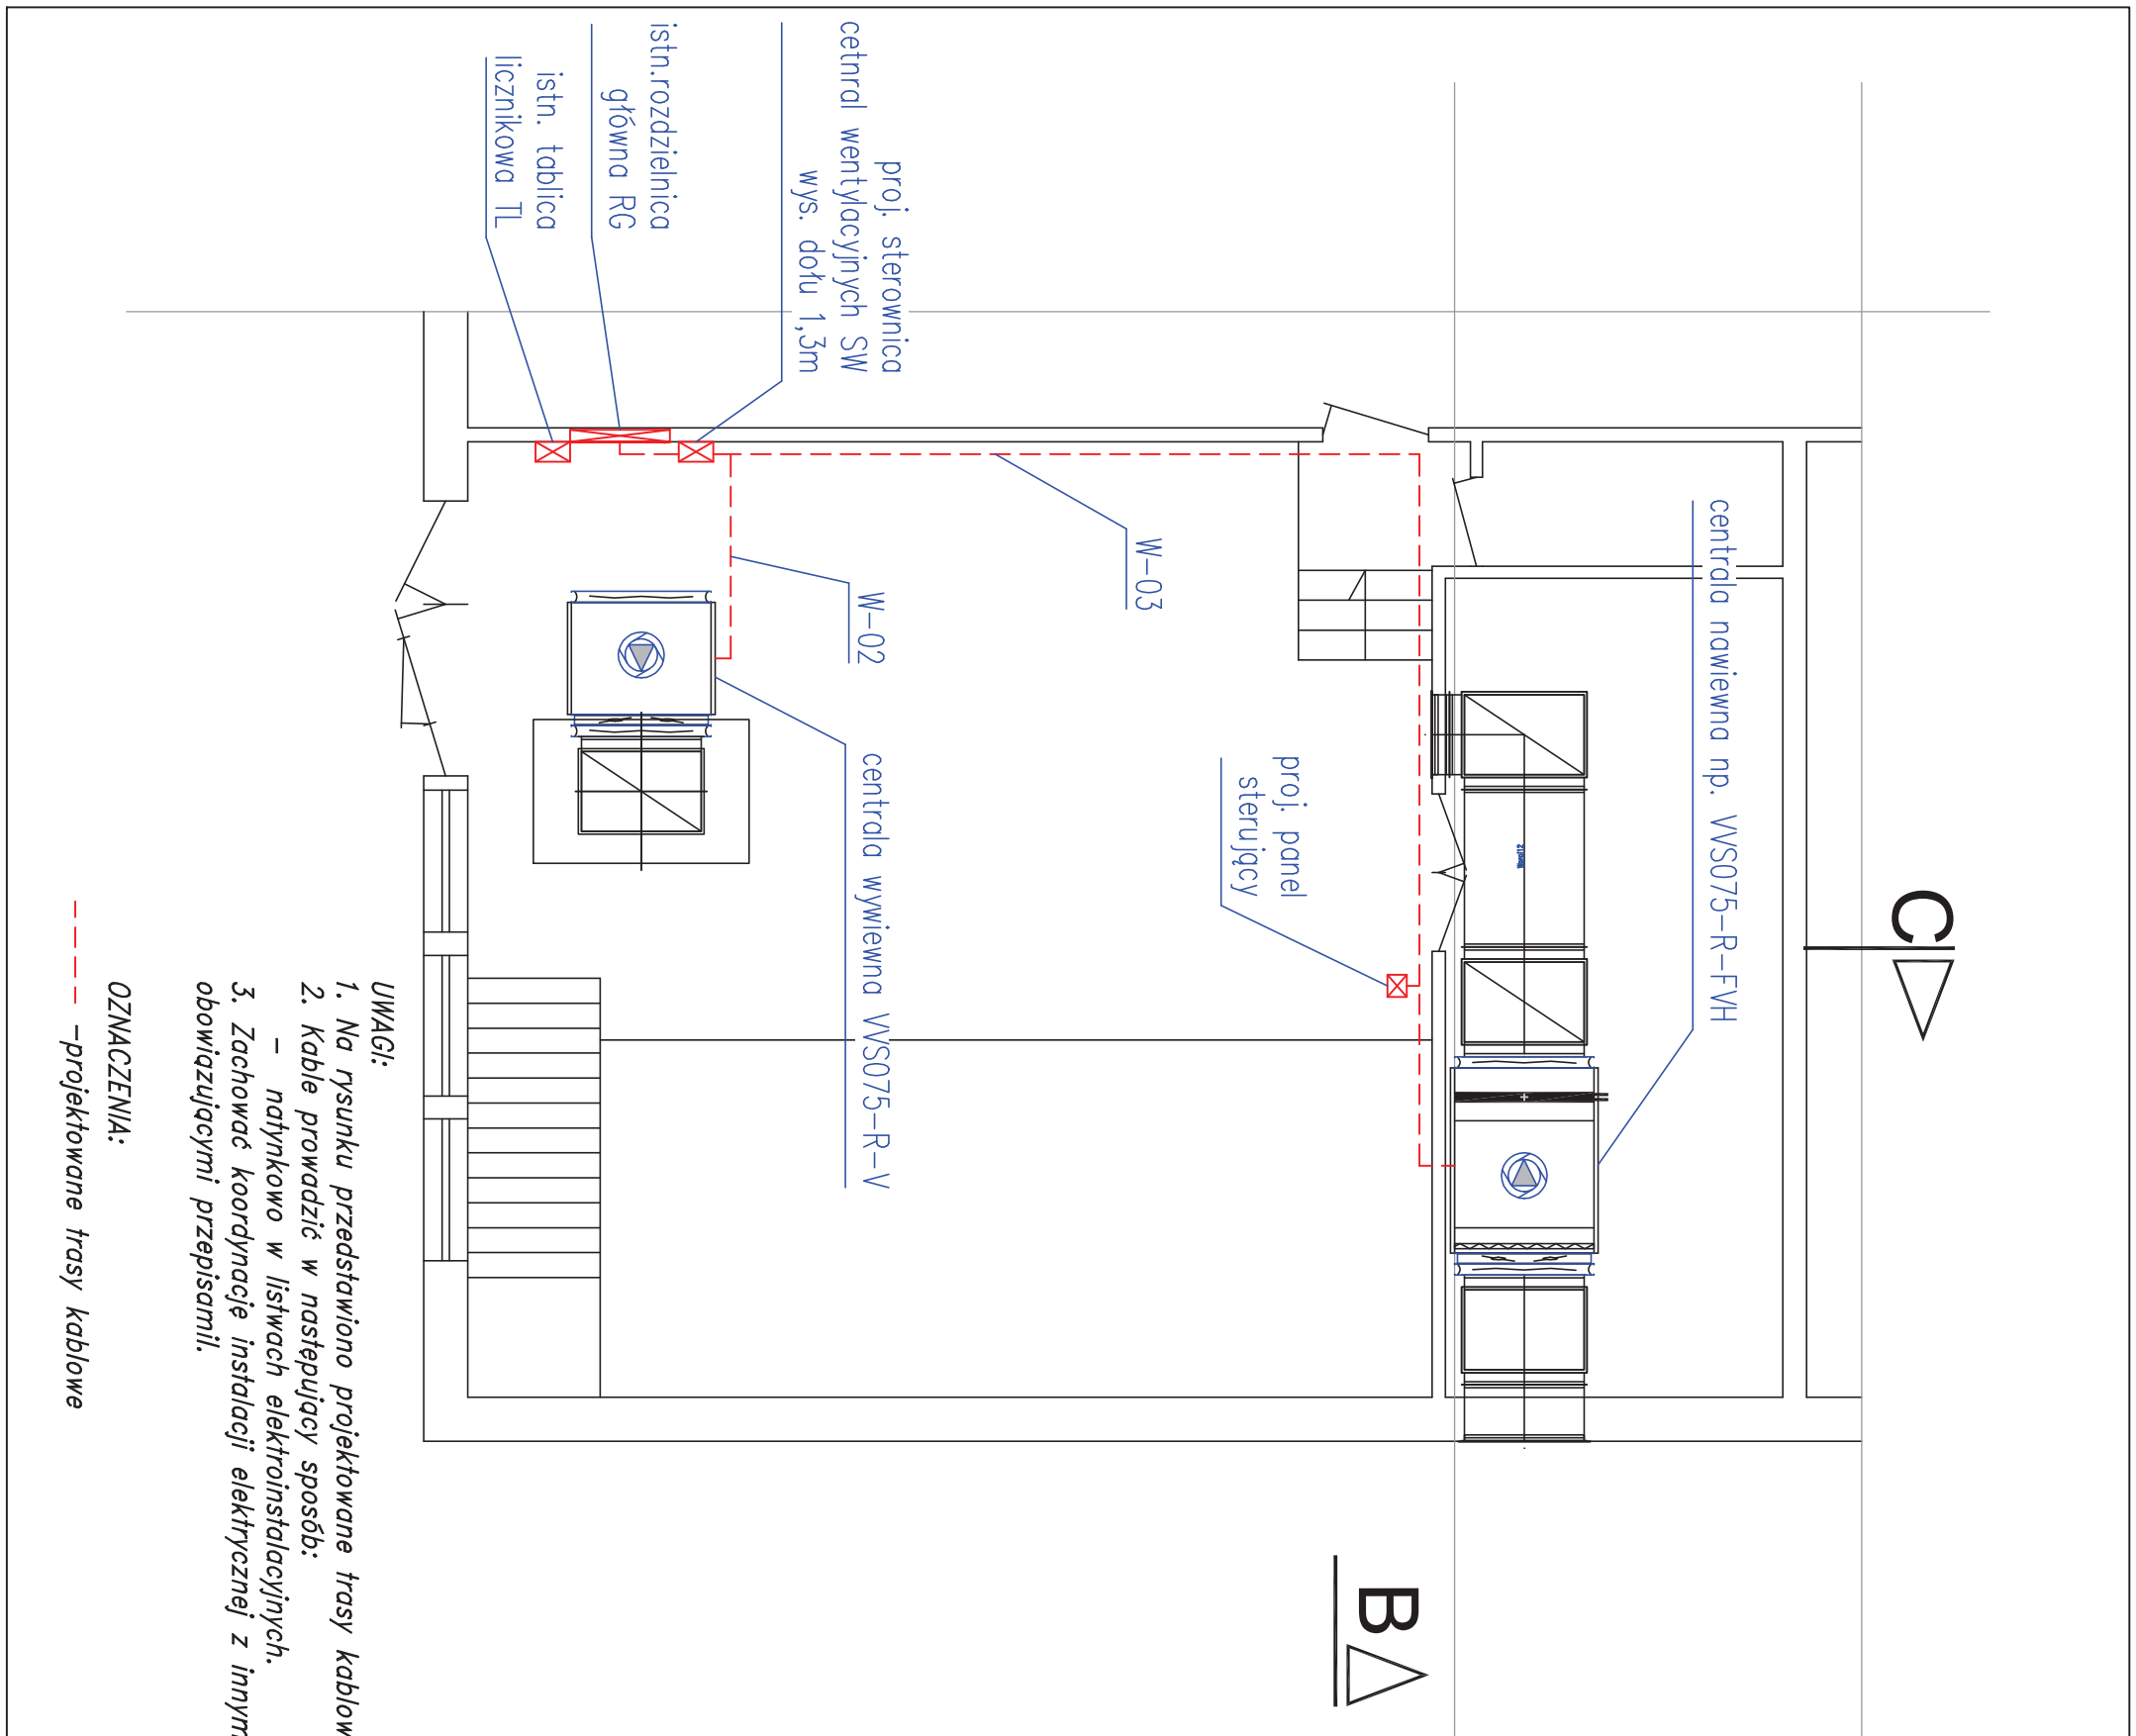 C
centrala nawiewna np. VVS075-R-FVH
B
W-03
proj. panel
sterujący
proj. sterownica
cetnral wentylacyjnych SW
wys. dołu 1,3m
W-02
centrala wywiewna VVS075-R-V
istn.rozdzielnica
główna RG
istn. tablica
licznikowa TL
UWAGI:
1. Na rysunku przedstawiono projektowane trasy kablow
2. Kable prowadzić w następujący sposób:
- natynkowo w listwach elektroinstalacyjnych.
3. Zachować koordynację instalacji elektrycznej z innym
obowiązującymi przepisamil.
OZNACZENIA:
-projektowane trasy kablowe